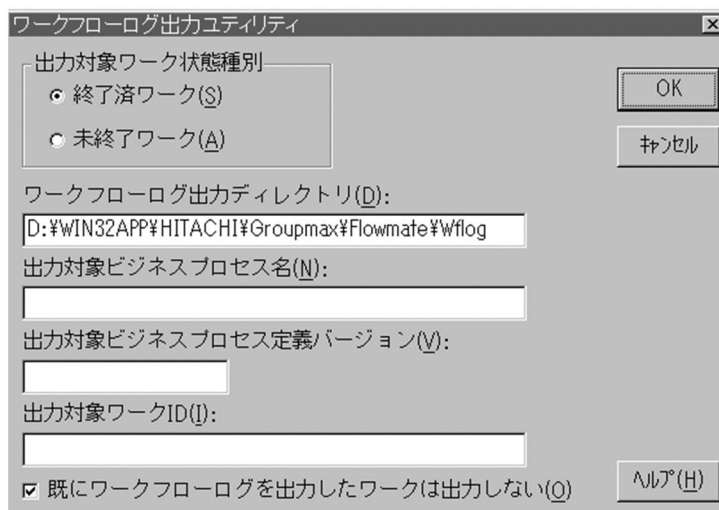 ワークフローログ出力ユティリティ
出力対象ワーク状態種別
終了済ワーク(S)
OK
未終了ワーク(A)
ｷｬﾝｾﾙ
ワークフローログ出力ディレクトリ(D):
D:¥WIN32APP¥HITACHI¥Groupmax¥Flowmate¥Wflog
出力対象ビジネスプロセス名(N):
出力対象ビジネスプロセス定義バージョン(V):
出力対象ワークID(I):
既にワークフローログを出力したワークは出力しない(O)
ﾍﾙﾌﾟ(H)